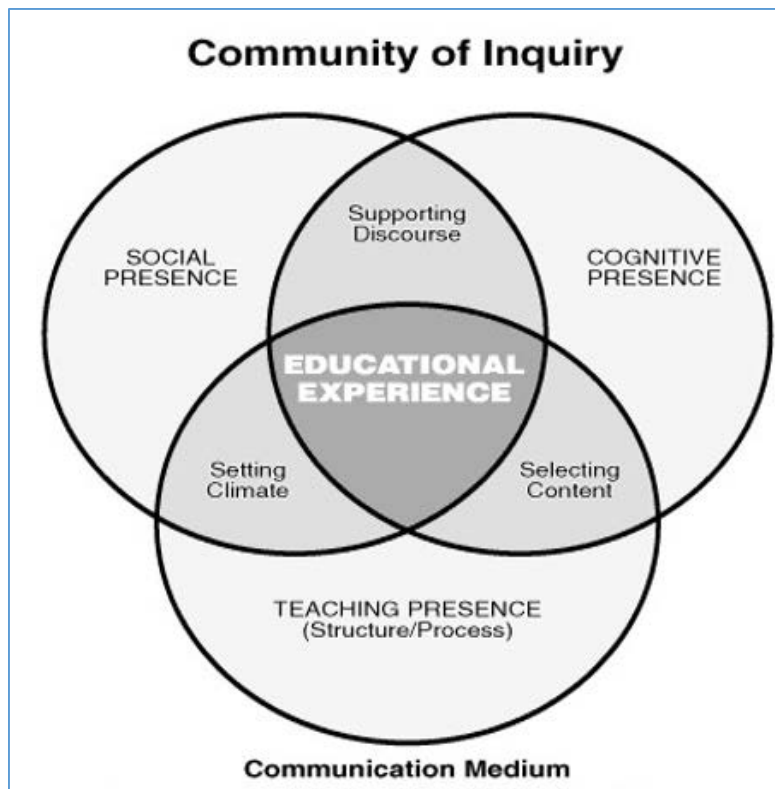 Community of Inquiry
Supporting
Discourse
SOCIAL
PRESENCE
COGNITIVE
PRESENCE
EDUCATIONAL
EXPERIENCE
Setting
Climate
Selecting
Content
TEACHING PRESENCE
(Structure/Process)
Communication Medium